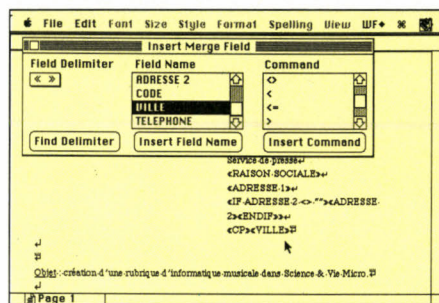 File Edit Font Size Style Format Spelling View WF+
Insert Merge Field
Field Delimiter Field Name Command
« »
ADRESSE 2
CODE
VILLE
TELEPHONE
<>
<
<=
>
Find Delimiter Insert Field Name Insert Command
Service·de·presse↵
«RAISON·SOCIALE»↵
«ADRESSE·1»↵
«IF·ADRESSE·2·<>·""»«ADRESSE·
2»«ENDIF»↵
«CP»«VILLE»
Objet·:·création·d'une·rubrique·d'informatique·musicale·dans·Science·&·Vie·Micro.
Page 1